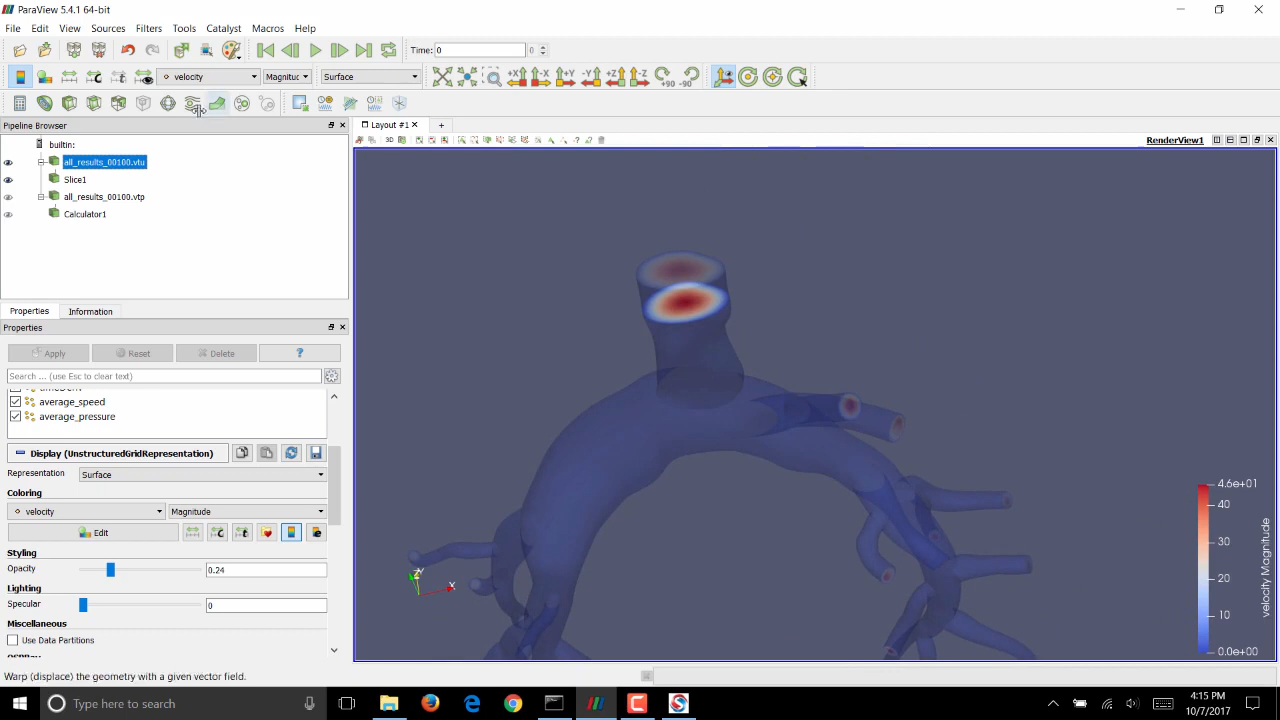 ParaView 5.4.1 64-bit
File Edit View Sources Filters Tools Catalyst Macros Help
Time: 0 0
velocity Magnituc Surface
+X -X +Y -Y +Z -Z +90 -90
Pipeline Browser
Layout #1 +
3D
RenderView1
builtin:
all_results_00100.vtu
Slice1
all_results_00100.vtp
Calculator1
Properties Information
Properties
Apply Reset Delete ?
Search ... (use Esc to clear text)
average_speed
average_pressure
Display (UnstructuredGridRepresentation)
Representation Surface
Coloring
velocity Magnitude
Edit
Styling
Opacity 0.24
Lighting
Specular 0
Miscellaneous
Use Data Partitions
4.6e+01
40
30
20
10
0.0e+00
velocity Magnitude
X
Y
Z
Warp (displace) the geometry with a given vector field.
Type here to search
4:15 PM
10/7/2017